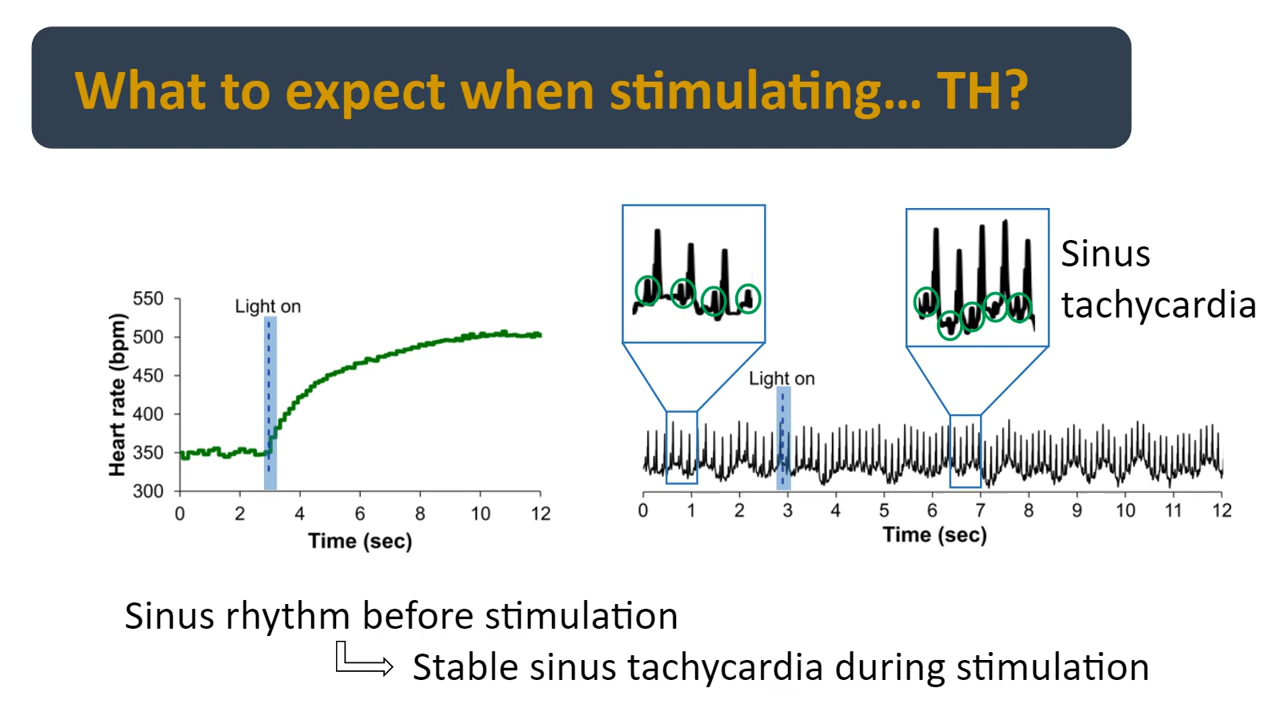 What to expect when stimulating... TH?
Light on
550
500
450
400
350
300
Heart rate (bpm)
0 2 4 6 8 10 12
Time (sec)
Sinus
tachycardia
Light on
0 1 2 3 4 5 6 7 8 9 10 11 12
Time (sec)
Sinus rhythm before stimulation
Stable sinus tachycardia during stimulation